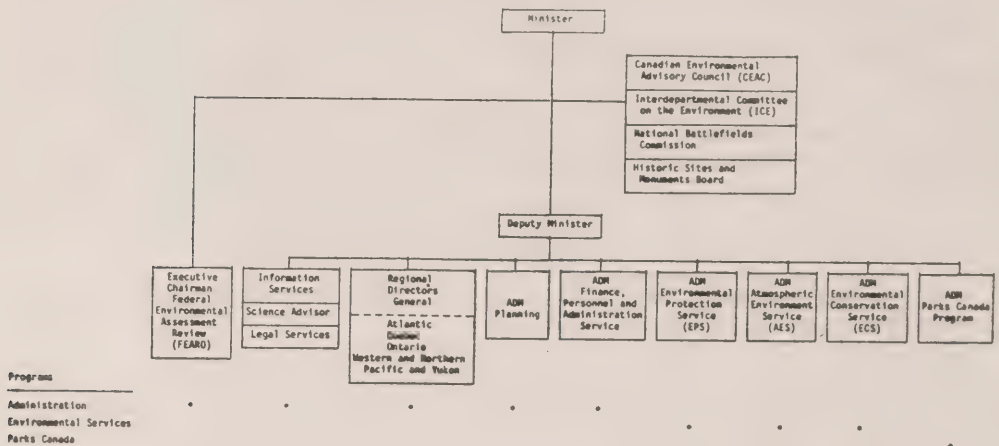 Minister
Canadian Environmental
Advisory Council (CEAC)
Interdepartmental Committee
on the Environment (ICE)
National Battlefields
Commission
Historic Sites and
Monuments Board
Deputy Minister
Executive
Chairman
Federal
Environmental
Assessment
Review
(FEARO)
Information
Services
Science Advisor
Legal Services
Regional
Directors
General
Atlantic
Quebec
Ontario
Western and Northern
Pacific and Yukon
ADM
Planning
ADM
Finance,
Personnel and
Administration
Service
ADM
Environmental
Protection
Service
(EPS)
ADM
Atmospheric
Environment
Service
(AES)
ADM
Environmental
Conservation
Service
(ECS)
ADM
Parks Canada
Program
Programs
Administration
Environmental Services
Parks Canada